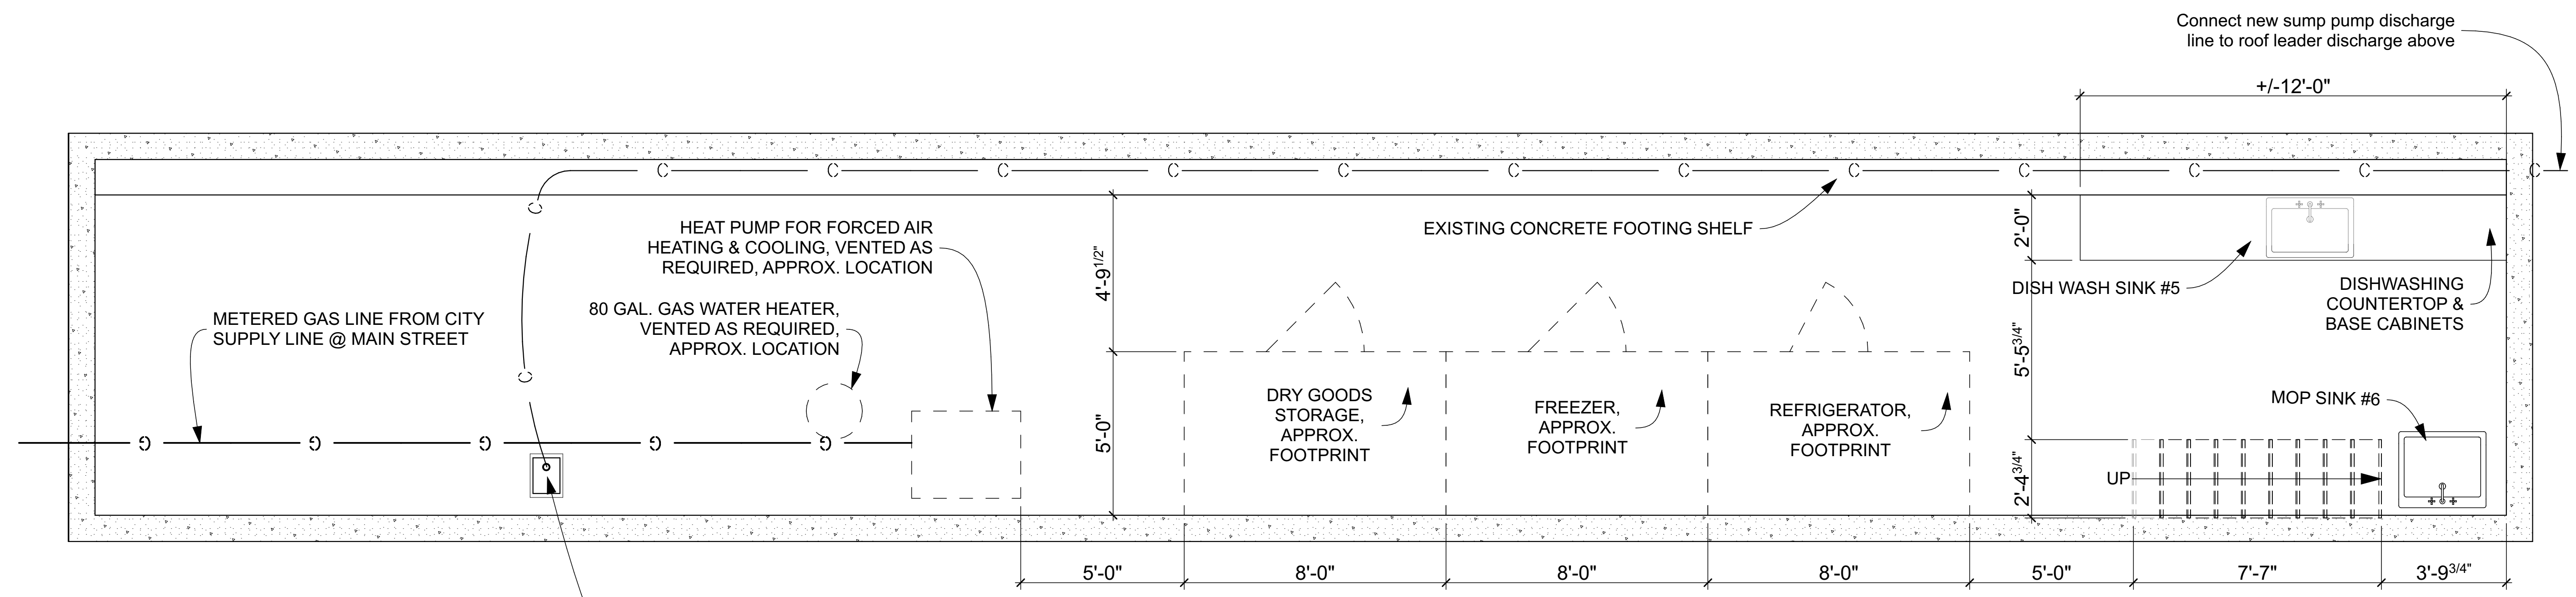 Connect new sump pump discharge
line to roof leader discharge above
+/-12'-0"
HEAT PUMP FOR FORCED AIR
HEATING & COOLING, VENTED AS
REQUIRED, APPROX. LOCATION
EXISTING CONCRETE FOOTING SHELF
2'-0"
4'-9 1/2"
METERED GAS LINE FROM CITY
SUPPLY LINE @ MAIN STREET
80 GAL. GAS WATER HEATER,
VENTED AS REQUIRED,
APPROX. LOCATION
DISH WASH SINK #5
DISHWASHING
COUNTERTOP &
BASE CABINETS
5'-5 3/4"
5'-0"
DRY GOODS
STORAGE,
APPROX.
FOOTPRINT
FREEZER,
APPROX.
FOOTPRINT
REFRIGERATOR,
APPROX.
FOOTPRINT
MOP SINK #6
2'-4 3/4"
UP
5'-0"
8'-0"
8'-0"
8'-0"
5'-0"
7'-7"
3'-9 3/4"